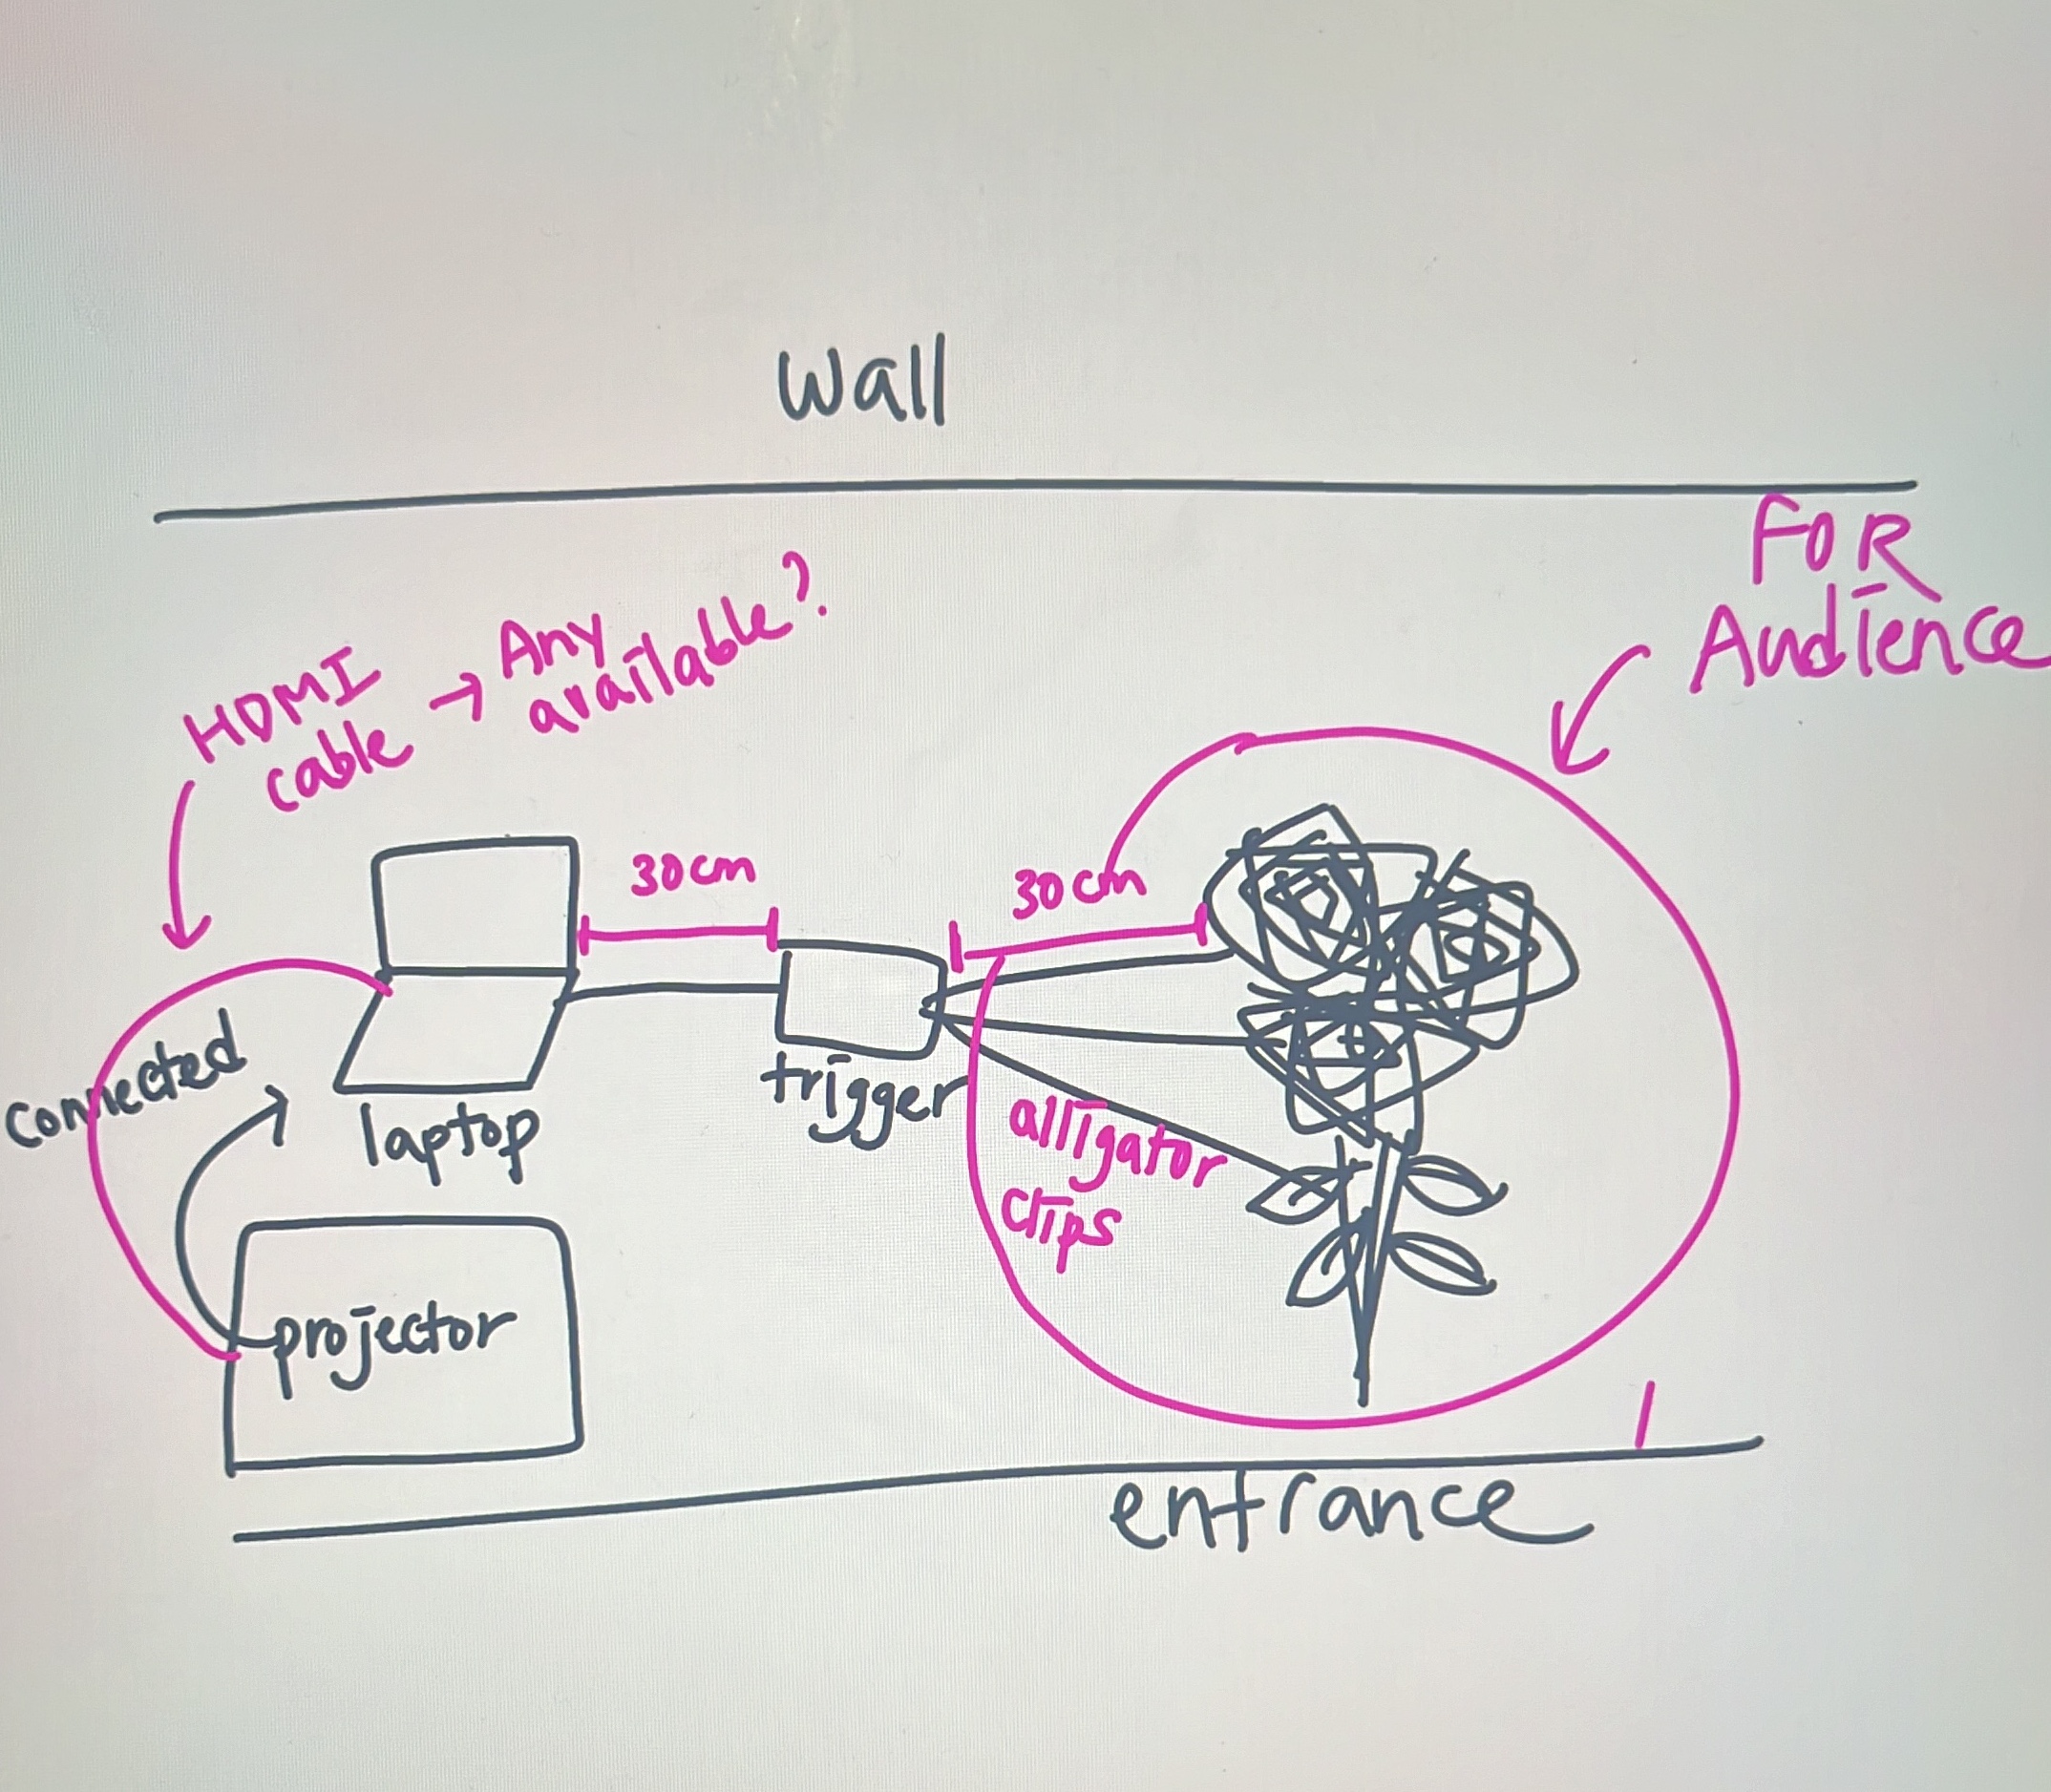 Wall
FOR
Audience
HDMI
cable → Any
available?
30cm
30cm
connected
laptop
trigger
alligator
clips
projector
entrance